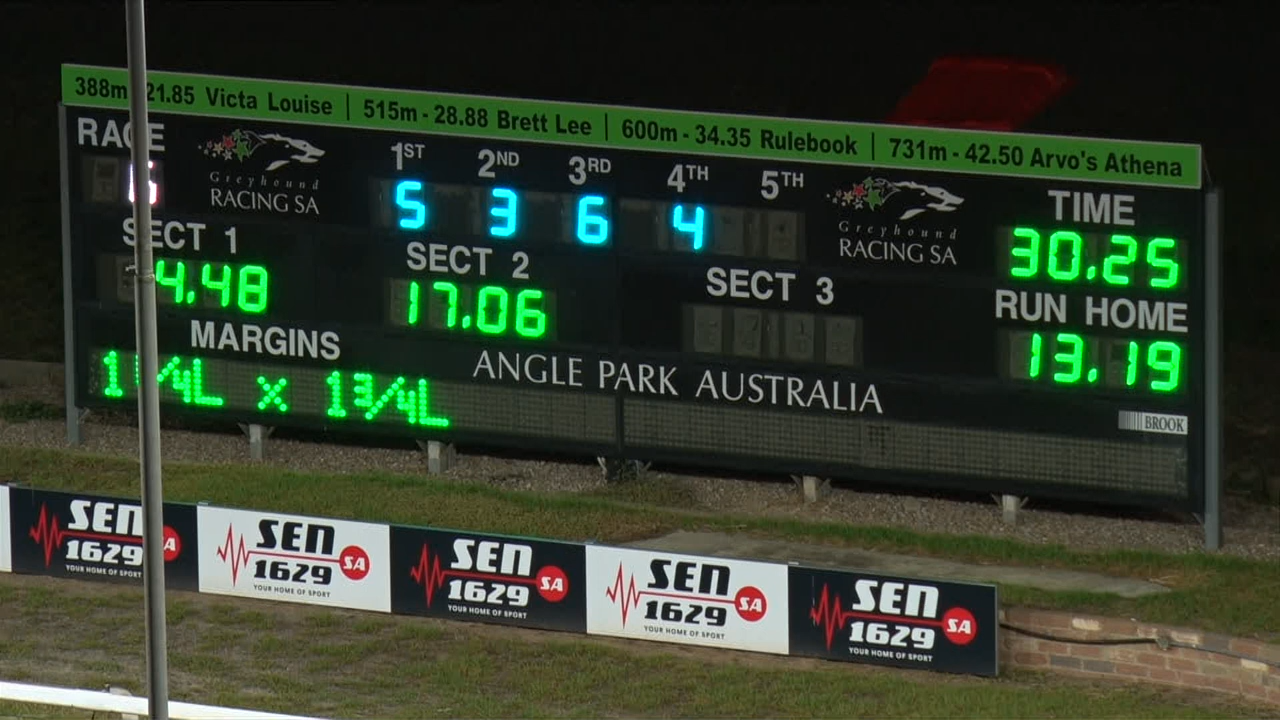 388m 21.85 Victa Louise | 515m - 28.88 Brett Lee | 600m - 34.35 Rulebook | 731m - 42.50 Arvo's Athena
RACE
Greyhound
RACING SA
1ST 2ND 3RD 4TH 5TH
5 3 6 4
Greyhound
RACING SA
TIME
30.25
SECT 1
4.48
SECT 2
17.06
SECT 3
RUN HOME
13.19
MARGINS
1 1/4L x 1 3/4L
ANGLE PARK AUSTRALIA
BROOK
SEN
1629 SA
YOUR HOME OF SPORT
SEN
1629 SA
YOUR HOME OF SPORT
SEN
1629 SA
YOUR HOME OF SPORT
SEN
1629 SA
YOUR HOME OF SPORT
SEN
1629 SA
YOUR HOME OF SPORT